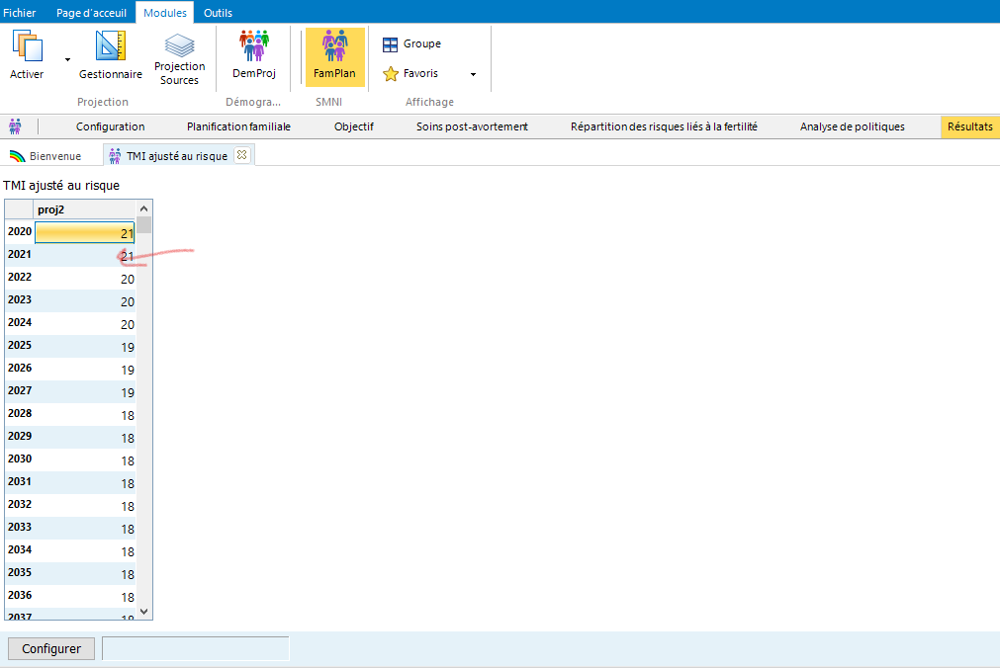 Fichier Page d'acceuil Modules Outils
Activer Gestionnaire Projection Sources DemProj FamPlan Groupe
Favoris
Projection Démogra... SMNI Affichage
Configuration Planification familiale Objectif Soins post-avortement Répartition des risques liés à la fertilité Analyse de politiques Résultats
Bienvenue TMI ajusté au risque
TMI ajusté au risque
proj2
2020 21
2021 21
2022 20
2023 20
2024 20
2025 19
2026 19
2027 19
2028 18
2029 18
2030 18
2031 18
2032 18
2033 18
2034 18
2035 18
2036 18
2037 18
Configurer